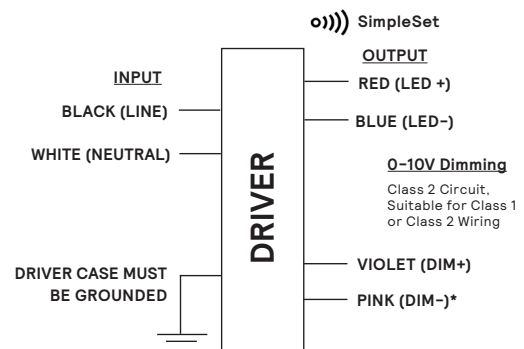 SimpleSet
INPUT
OUTPUT
RED (LED +)
BLACK (LINE)
BLUE (LED–)
WHITE (NEUTRAL)
DRIVER
0–10V Dimming
Class 2 Circuit,
Suitable for Class 1
or Class 2 Wiring
DRIVER CASE MUST
BE GROUNDED
VIOLET (DIM+)
PINK (DIM–)*